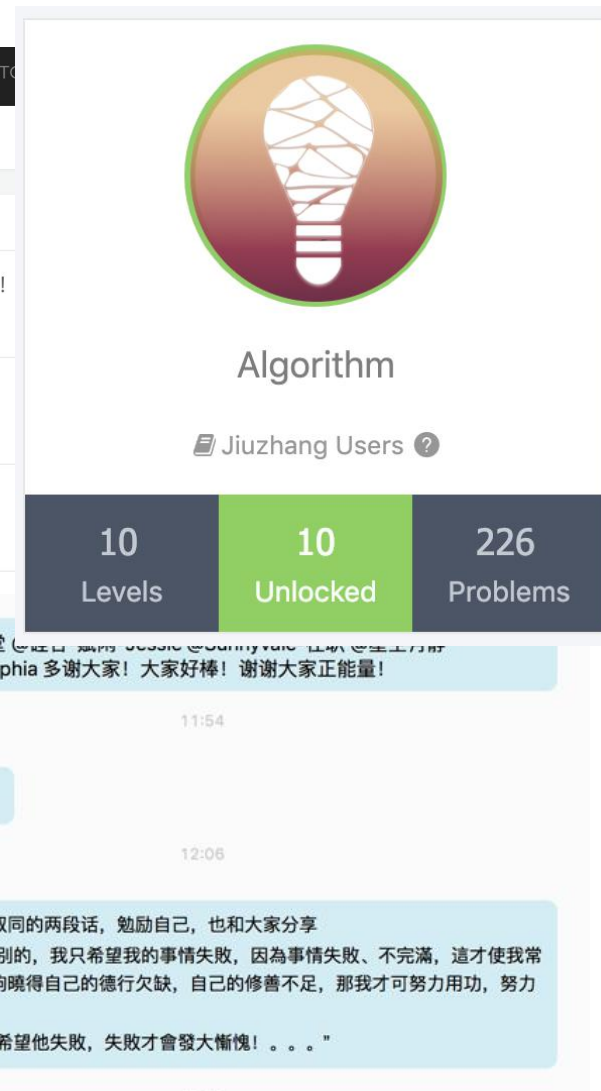 !
Algorithm
Jiuzhang Users ?
10 10 226
Levels Unlocked Problems
phia 多谢大家！大家好棒！谢谢大家正能量！
11:54
12:06
同的两段话，勉励自己，也和大家分享
别的，我只希望我的事情失敗，因為事情失敗、不完滿，這才使我常
曉得自己的德行欠缺，自己的修善不足，那我才可努力用功，努力
希望他失敗，失敗才會發大慚愧！。。。”